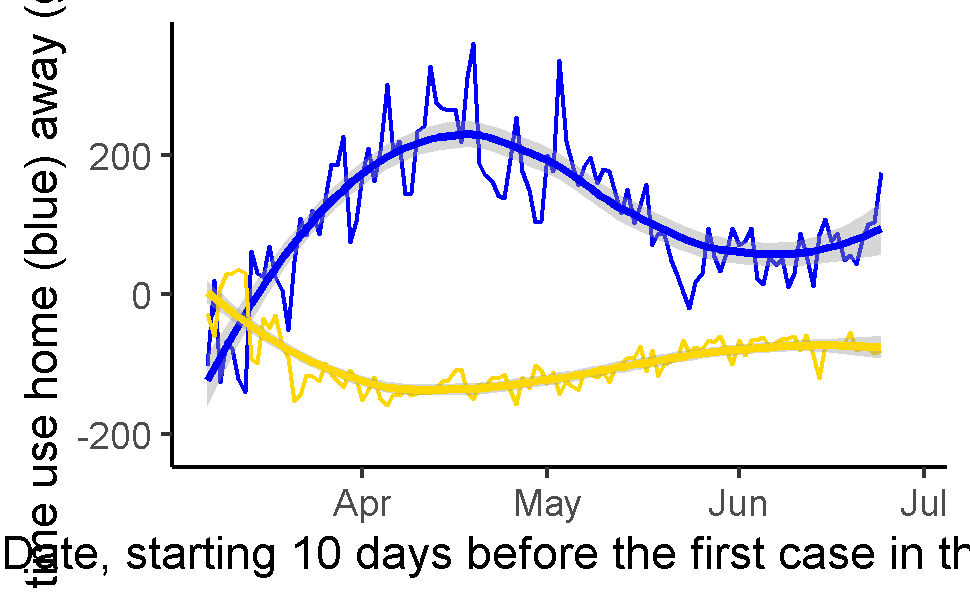 time use home (blue) away (
200
0
-200
Apr May Jun Jul
Date, starting 10 days before the first case in th